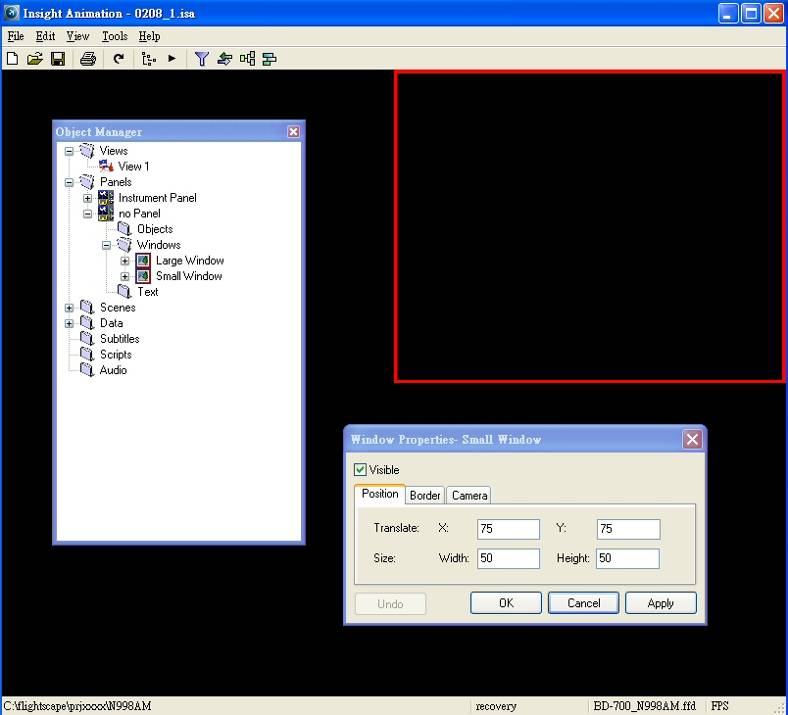 Insight Animation - 0208_1.isa
File Edit View Tools Help
Object Manager
Views
View 1
Panels
Instrument Panel
no Panel
Objects
Windows
Large Window
Small Window
Text
Scenes
Data
Subtitles
Scripts
Audio
Window Properties- Small Window
Visible
Position Border Camera
Translate: X: 75 Y: 75
Size: Width: 50 Height: 50
Undo OK Cancel Apply
C:\flightscape\prjxxxx\N998AM recovery BD-700_N998AM.ffd FPS